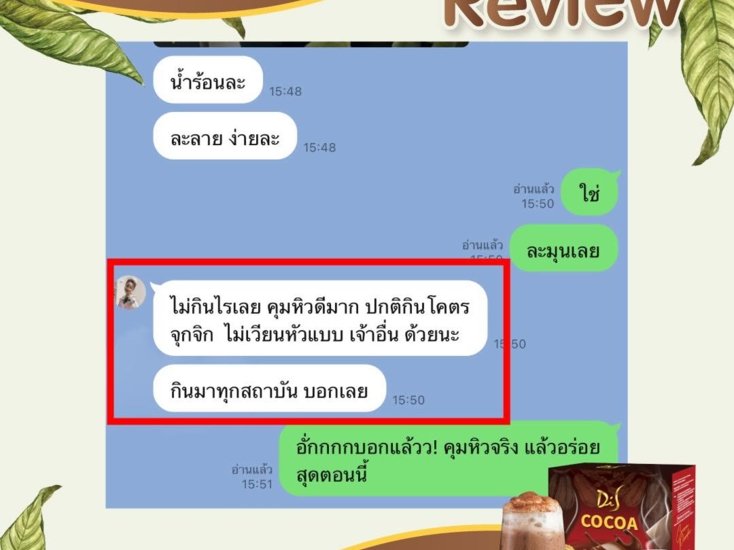 Review
น้ำร้อนละ
15:48
ละลาย ง่ายละ
15:48
อ่านแล้ว
15:50
ใช่
อ่านแล้ว
15:50
ละมุนเลย
ไม่กินไรเลย คุมหิวดีมาก ปกติกินโคตร
จุกจิก ไม่เวียนหัวแบบ เจ้าอื่น ด้วยนะ
15:50
กินมาทุกสถาบัน บอกเลย
15:50
อั่กกกกบอกแล้วว! คุมหิวจริง แล้วอร่อย
สุดตอนนี้
อ่านแล้ว
15:51
COCOA